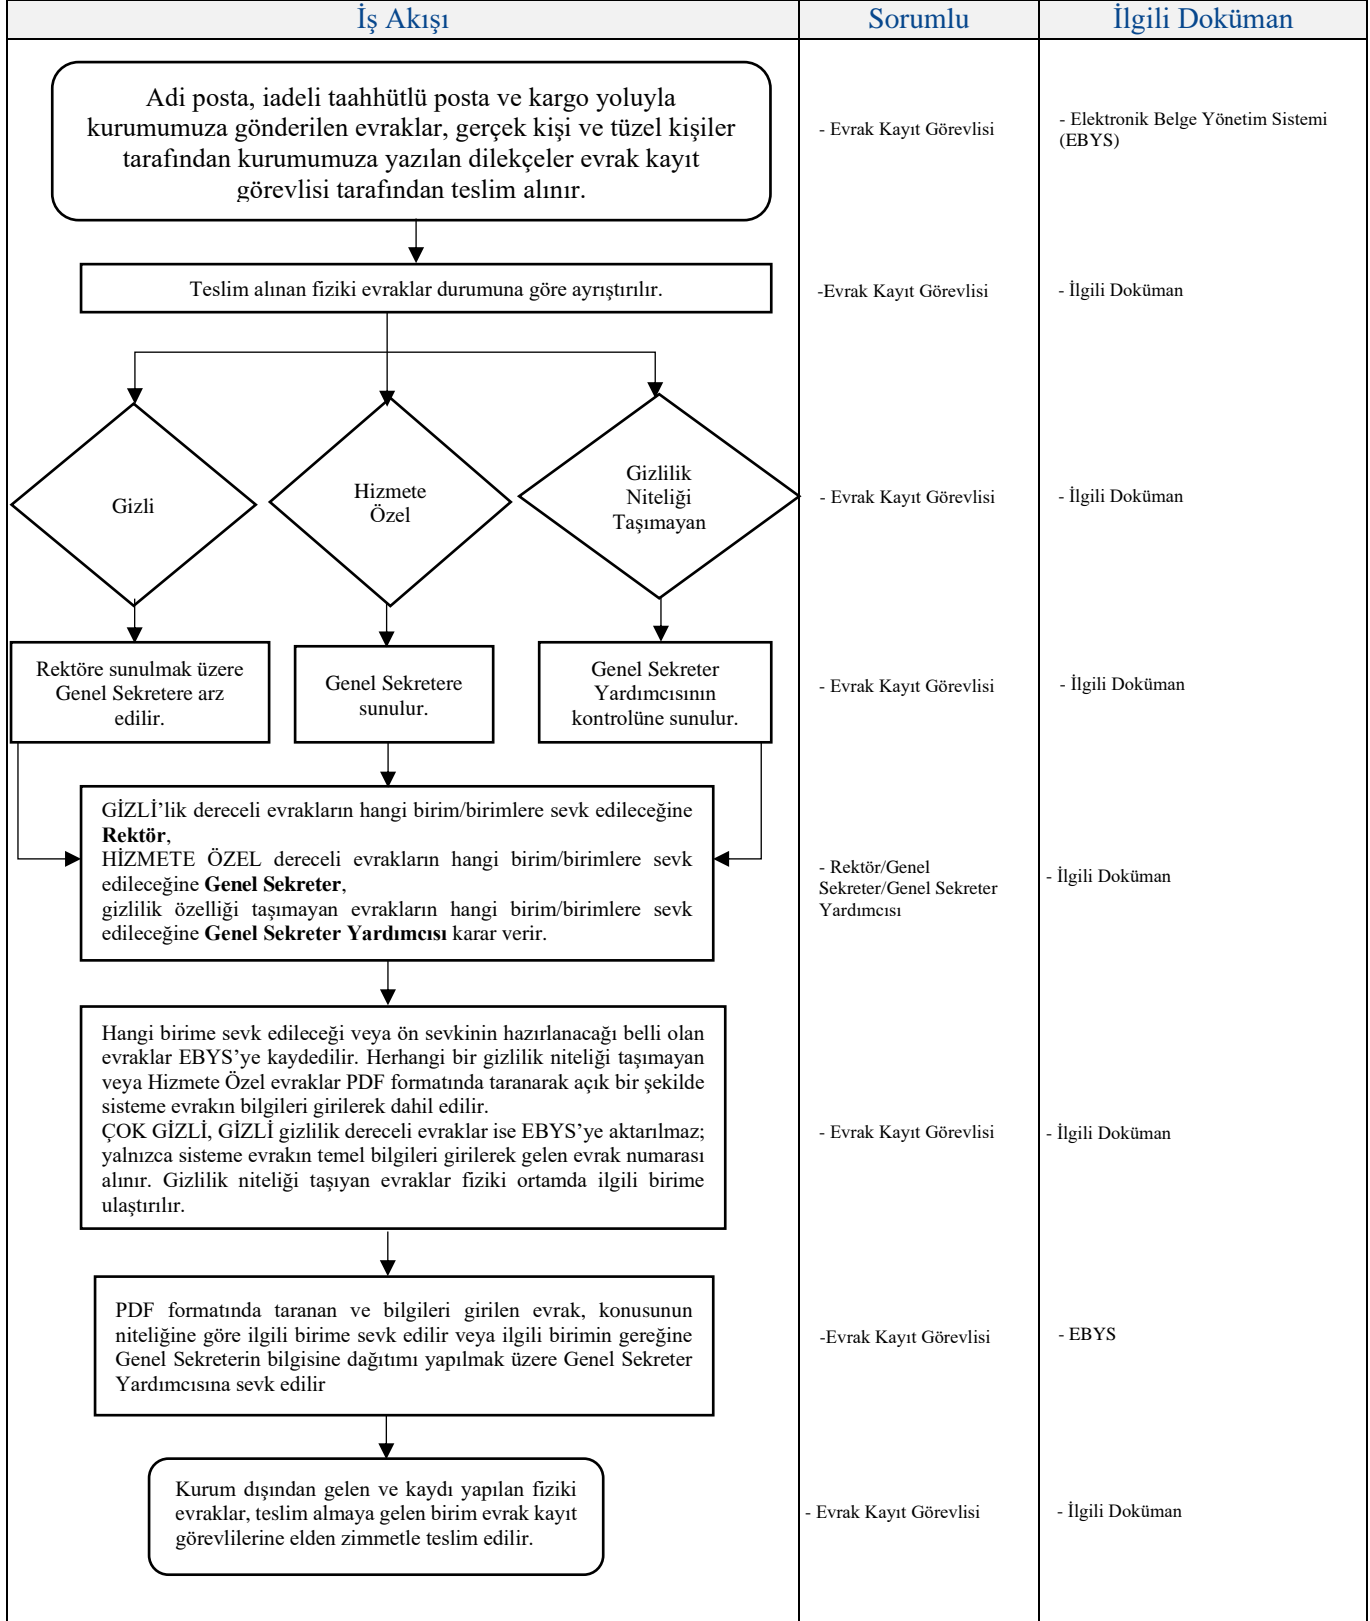 İş Akışı
Sorumlu
İlgili Doküman
Adi posta, iadeli taahhütlü posta ve kargo yoluyla
kurumumuza gönderilen evraklar, gerçek kişi ve tüzel kişiler
tarafından kurumumuza yazılan dilekçeler evrak kayıt
görevlisi tarafından teslim alınır.
- Evrak Kayıt Görevlisi
- Elektronik Belge Yönetim Sistemi
(EBYS)
Teslim alınan fiziki evraklar durumuna göre ayrıştırılır.
-Evrak Kayıt Görevlisi
- İlgili Doküman
Gizli
Hizmete
Özel
Gizlilik
Niteliği
Taşımayan
- Evrak Kayıt Görevlisi
- İlgili Doküman
Rektöre sunulmak üzere
Genel Sekretere arz
edilir.
Genel Sekretere
sunulur.
Genel Sekreter
Yardımcısının
kontrolüne sunulur.
- Evrak Kayıt Görevlisi
- İlgili Doküman
GİZLİ’lik dereceli evrakların hangi birim/birimlere sevk edileceğine
Rektör,
HİZMETE ÖZEL dereceli evrakların hangi birim/birimlere sevk
edileceğine Genel Sekreter,
gizlilik özelliği taşımayan evrakların hangi birim/birimlere sevk
edileceğine Genel Sekreter Yardımcısı karar verir.
- Rektör/Genel
Sekreter/Genel Sekreter
Yardımcısı
- İlgili Doküman
Hangi birime sevk edileceği veya ön sevkinin hazırlanacağı belli olan
evraklar EBYS’ye kaydedilir. Herhangi bir gizlilik niteliği taşımayan
veya Hizmete Özel evraklar PDF formatında taranarak açık bir şekilde
sisteme evrakın bilgileri girilerek dahil edilir.
ÇOK GİZLİ, GİZLİ gizlilik dereceli evraklar ise EBYS’ye aktarılmaz;
yalnızca sisteme evrakın temel bilgileri girilerek gelen evrak numarası
alınır. Gizlilik niteliği taşıyan evraklar fiziki ortamda ilgili birime
ulaştırılır.
- Evrak Kayıt Görevlisi
- İlgili Doküman
PDF formatında taranan ve bilgileri girilen evrak, konusunun
niteliğine göre ilgili birime sevk edilir veya ilgili birimin gereğine
Genel Sekreterin bilgisine dağıtımı yapılmak üzere Genel Sekreter
Yardımcısına sevk edilir
-Evrak Kayıt Görevlisi
- EBYS
Kurum dışından gelen ve kaydı yapılan fiziki
evraklar, teslim almaya gelen birim evrak kayıt
görevlilerine elden zimmetle teslim edilir.
- Evrak Kayıt Görevlisi
- İlgili Doküman